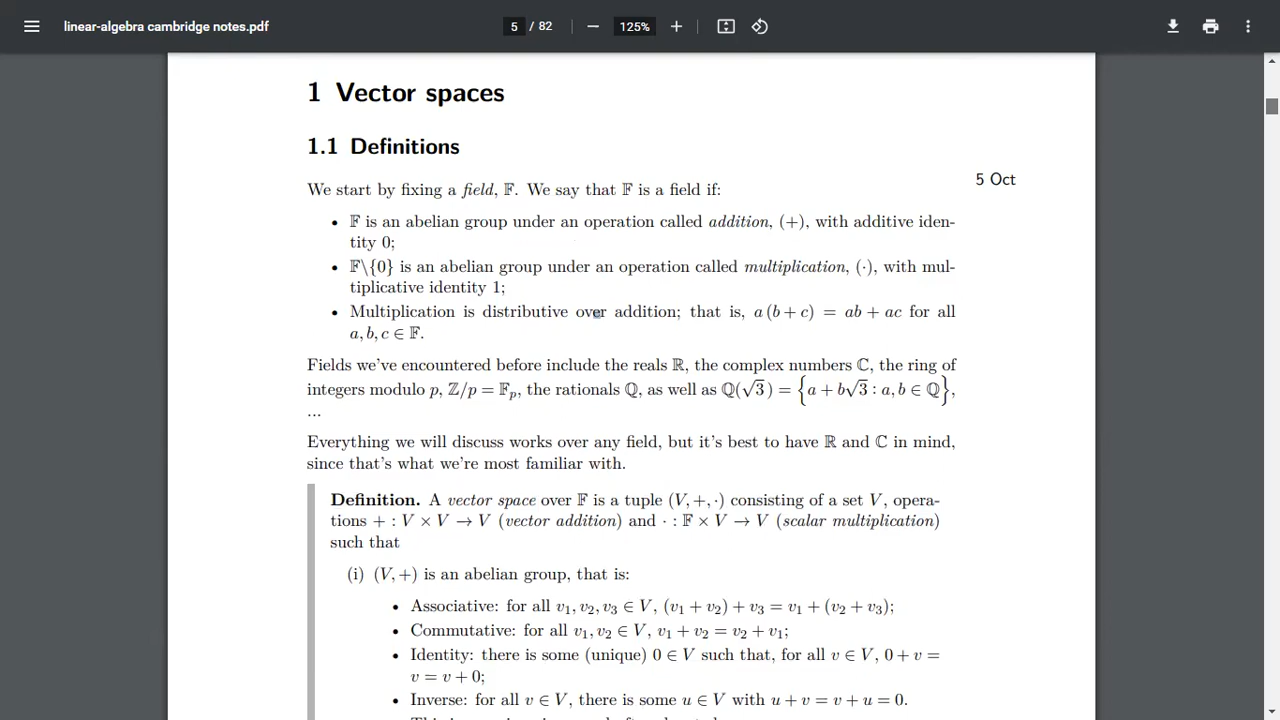 linear-algebra cambridge notes.pdf
5 / 82
125%
1 Vector spaces
1.1 Definitions
5 Oct
We start by fixing a field, 𝔽. We say that 𝔽 is a field if:
• 𝔽 is an abelian group under an operation called addition, (+), with additive iden-
tity 0;
• 𝔽\{0} is an abelian group under an operation called multiplication, (·), with mul-
tiplicative identity 1;
• Multiplication is distributive over addition; that is, a (b + c) = ab + ac for all
a, b, c ∈ 𝔽.
Fields we've encountered before include the reals ℝ, the complex numbers ℂ, the ring of
integers modulo p, ℤ/p = 𝔽ₚ, the rationals ℚ, as well as ℚ(√3) = {a + b√3 : a, b ∈ ℚ},
...
Everything we will discuss works over any field, but it's best to have ℝ and ℂ in mind,
since that's what we're most familiar with.
Definition. A vector space over 𝔽 is a tuple (V, +, ·) consisting of a set V, opera-
tions + : V × V → V (vector addition) and · : 𝔽 × V → V (scalar multiplication)
such that
(i) (V, +) is an abelian group, that is:
• Associative: for all v₁, v₂, v₃ ∈ V, (v₁ + v₂) + v₃ = v₁ + (v₂ + v₃);
• Commutative: for all v₁, v₂ ∈ V, v₁ + v₂ = v₂ + v₁;
• Identity: there is some (unique) 0 ∈ V such that, for all v ∈ V, 0 + v =
v = v + 0;
• Inverse: for all v ∈ V, there is some u ∈ V with u + v = v + u = 0.